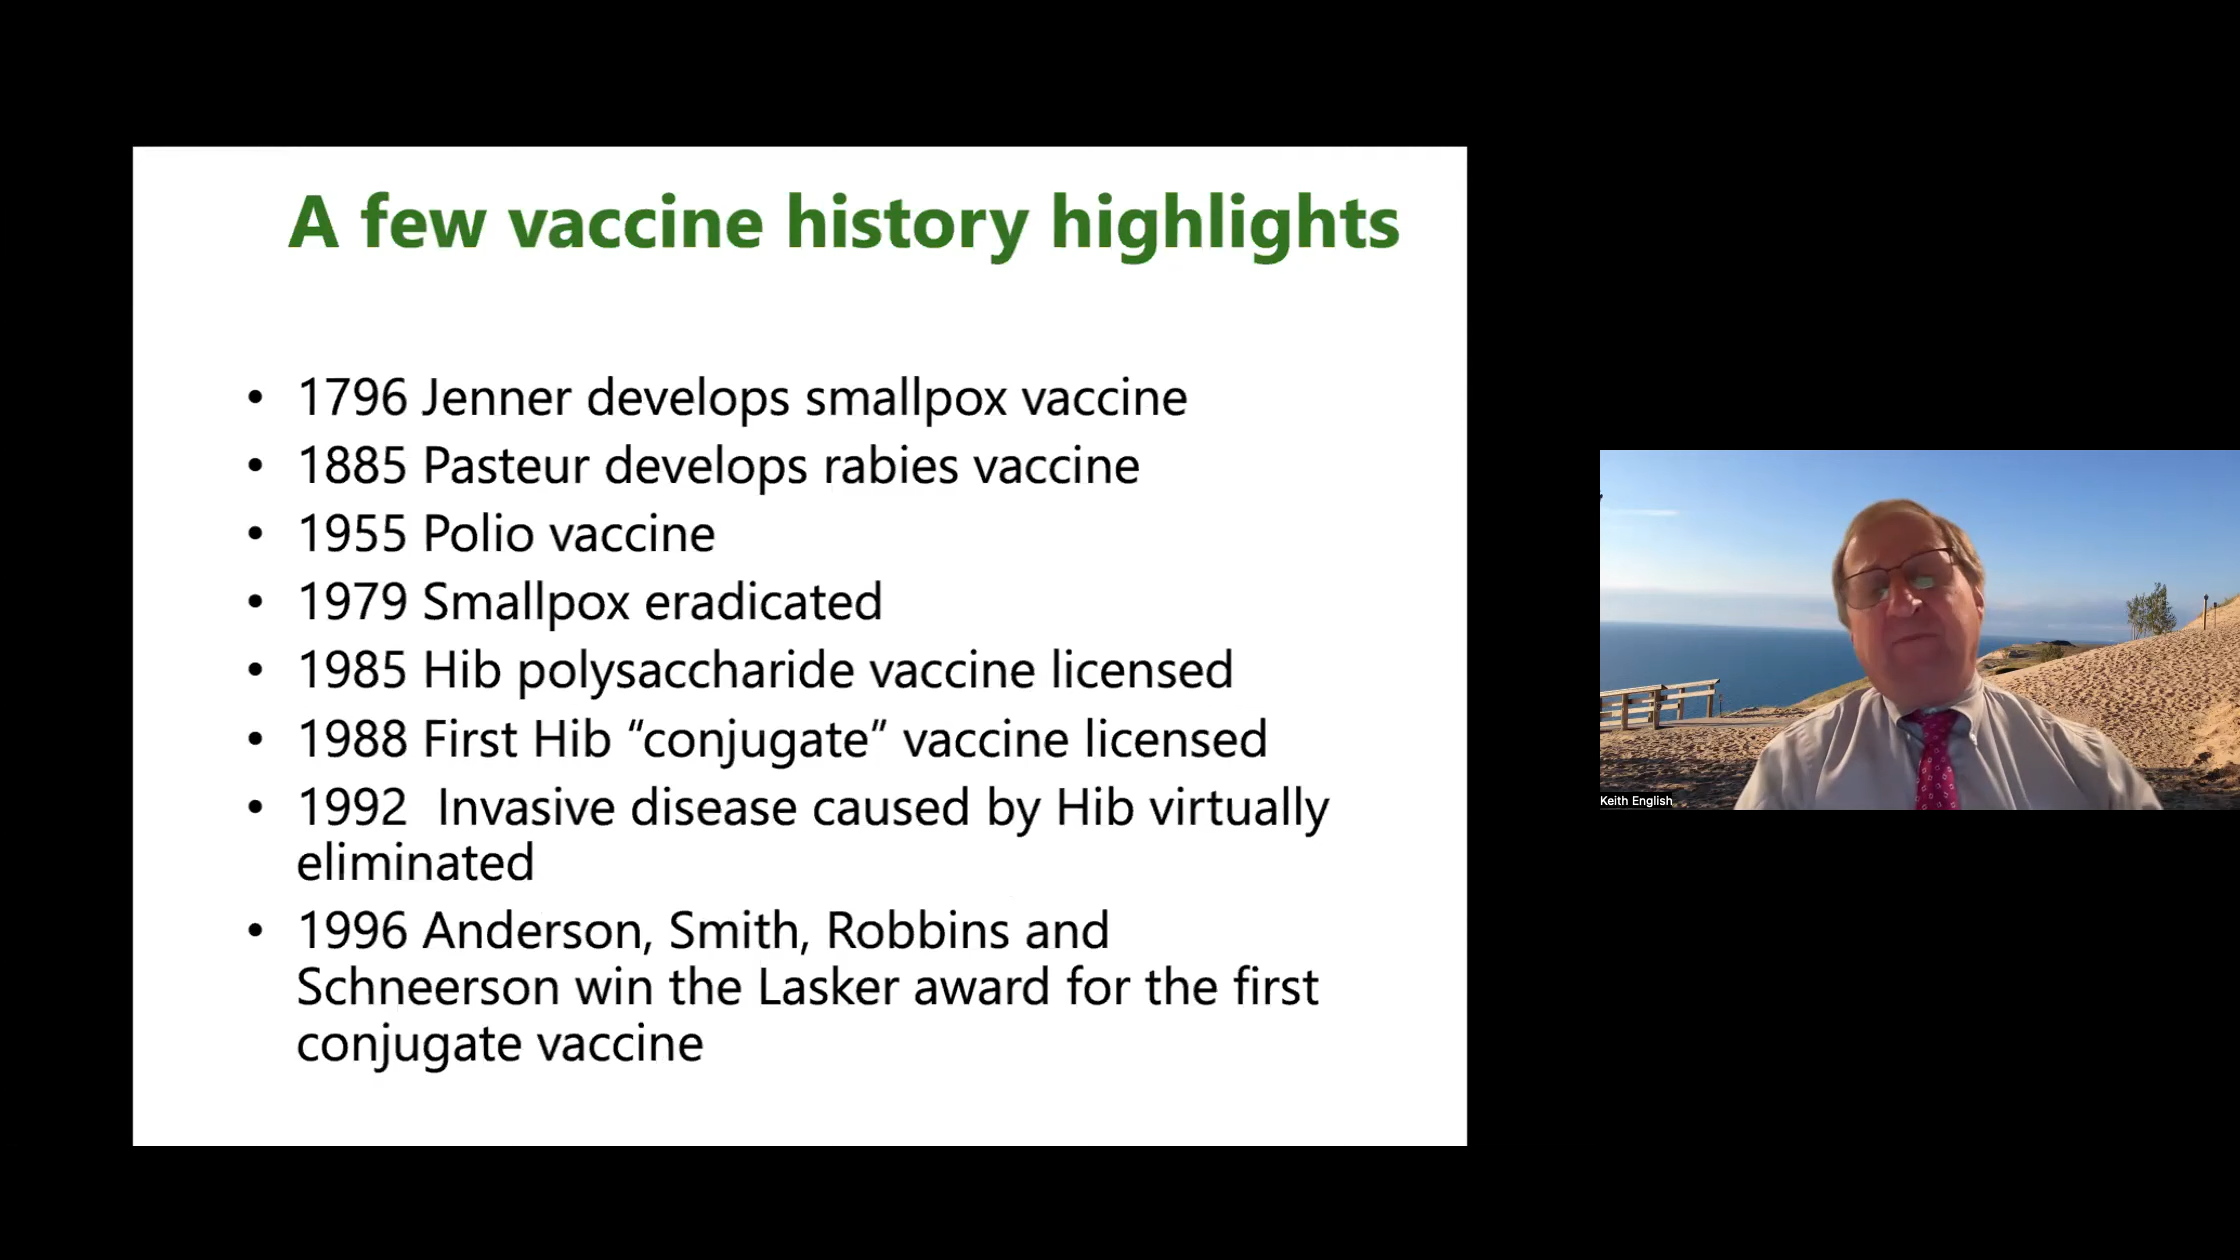 A few vaccine history highlights
• 1796 Jenner develops smallpox vaccine
• 1885 Pasteur develops rabies vaccine
• 1955 Polio vaccine
• 1979 Smallpox eradicated
• 1985 Hib polysaccharide vaccine licensed
• 1988 First Hib “conjugate” vaccine licensed
• 1992  Invasive disease caused by Hib virtually
eliminated
• 1996 Anderson, Smith, Robbins and
Schneerson win the Lasker award for the first
conjugate vaccine
Keith English